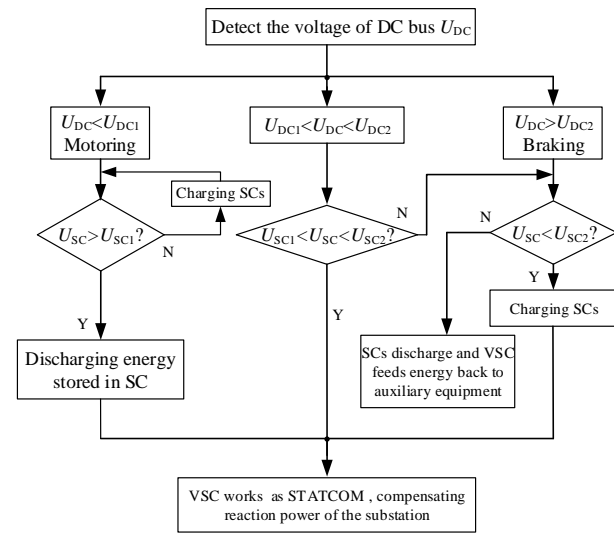 Detect the voltage of DC bus UDC
UDC<UDC1
Motoring
UDC1<UDC<UDC2
UDC>UDC2
Braking
Charging SCs
USC>USC1?
N
USC1<USC<USC2?
N
N
USC<USC2?
Y
Y
Y
Charging SCs
Discharging energy
stored in SC
SCs discharge and VSC
feeds energy back to
auxiliary equipment
VSC works as STATCOM , compensating
reaction power of the substation